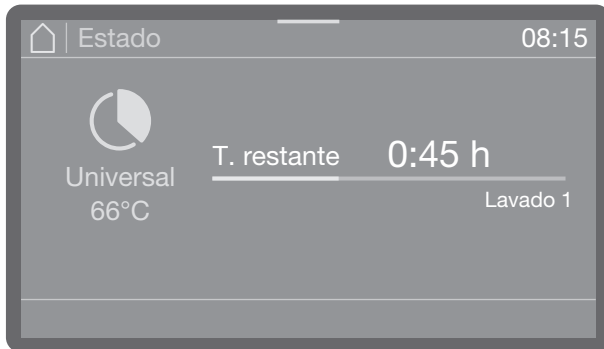 Estado 08:15
T. restante 0:45 h
Universal
66°C
Lavado 1